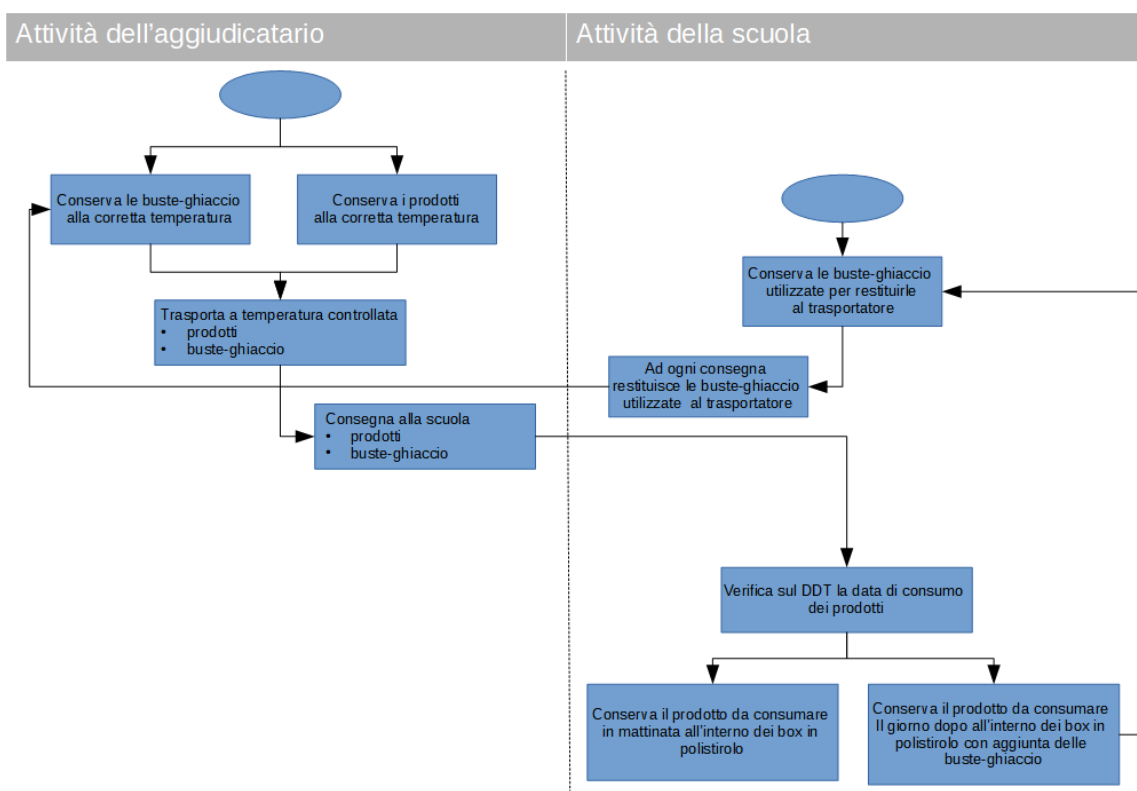 Attività dell'aggiudicatario
Attività della scuola
Conserva le buste-ghiaccio
alla corretta temperatura
Conserva i prodotti
alla corretta temperatura
Conserva le buste-ghiaccio
utilizzate per restituirle
al trasportatore
Trasporta a temperatura controllata
• prodotti
• buste-ghiaccio
Ad ogni consegna
restituisce le buste-ghiaccio
utilizzate al trasportatore
Consegna alla scuola
• prodotti
• buste-ghiaccio
Verifica sul DDT la data di consumo
dei prodotti
Conserva il prodotto da consumare
in mattinata all'interno dei box in
polistirolo
Conserva il prodotto da consumare
Il giorno dopo all'interno dei box in
polistirolo con aggiunta delle
buste-ghiaccio